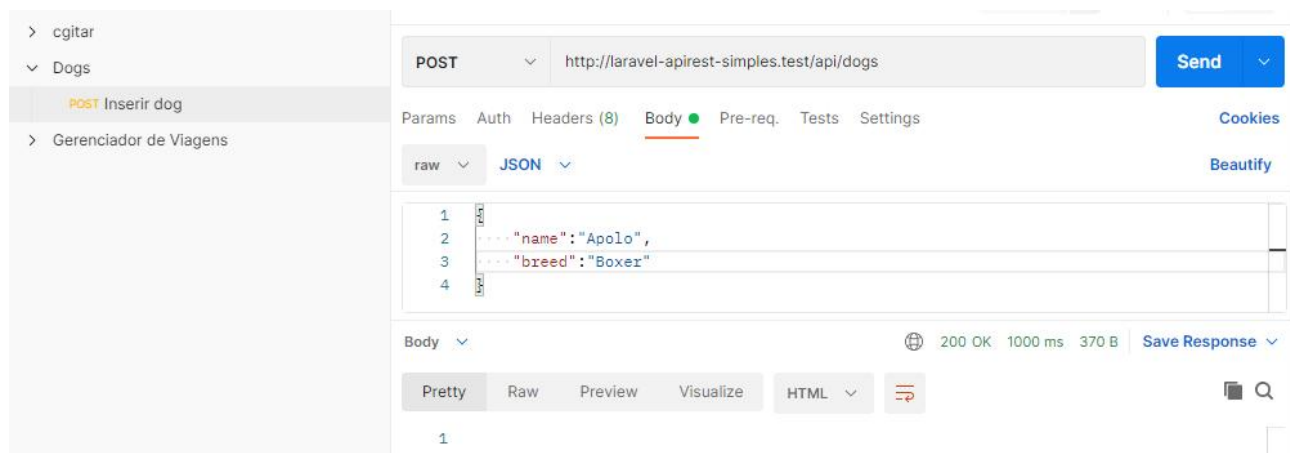 cgitar
Dogs
POST Inserir dog
Gerenciador de Viagens
POST http://laravel-apirest-simples.test/api/dogs Send
Params Auth Headers (8) Body Pre-req. Tests Settings Cookies
raw JSON Beautify
1 {
2 "name":"Apolo",
3 "breed":"Boxer"
4 }
Body 200 OK 1000 ms 370 B Save Response
Pretty Raw Preview Visualize HTML
1